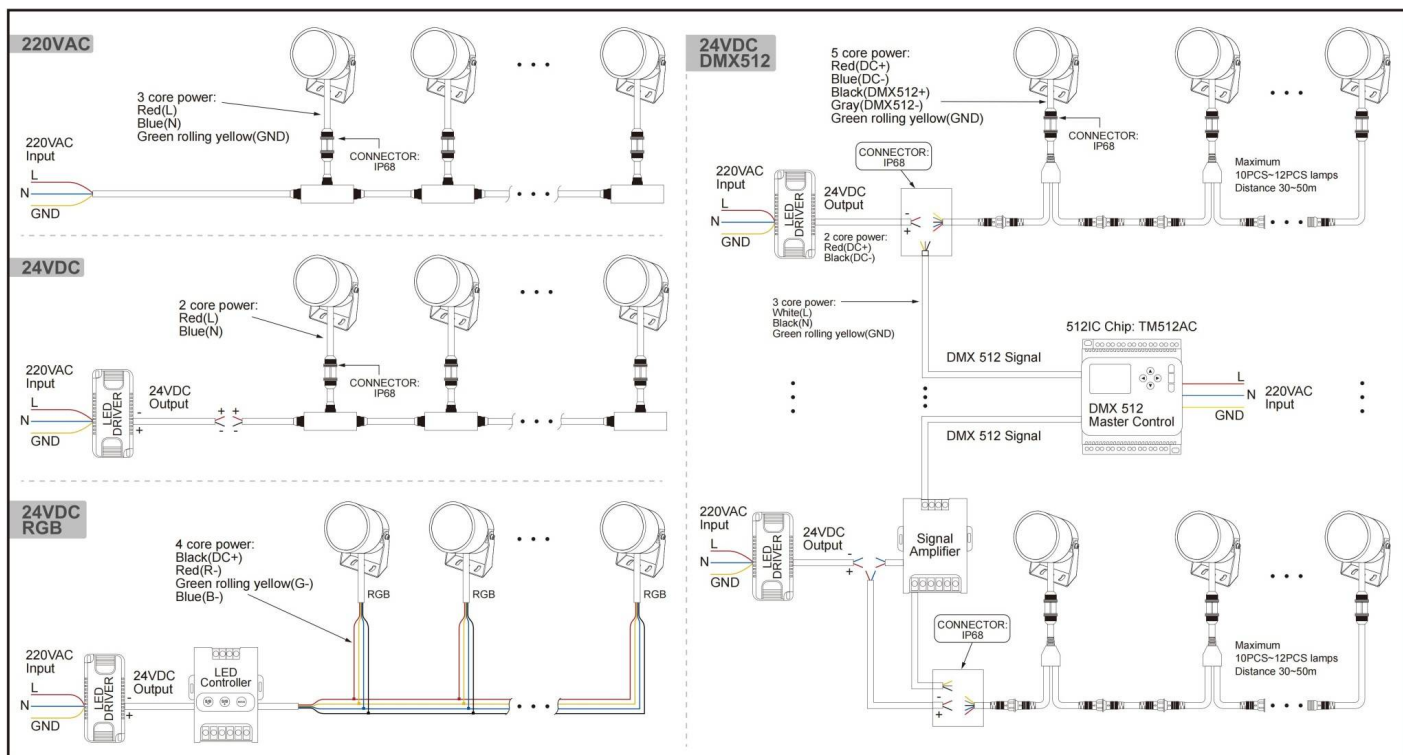 220VAC
3 core power:
Red(L)
Blue(N)
Green rolling yellow(GND)
CONNECTOR:
IP68
220VAC
Input
L
N
GND
24VDC
2 core power:
Red(L)
Blue(N)
CONNECTOR:
IP68
220VAC
Input
L
N
GND
LED
DRIVER
24VDC
Output
-
+
+ +
- -
24VDC
RGB
4 core power:
Black(DC+)
Red(R-)
Green rolling yellow(G-)
Blue(B-)
RGB
RGB
RGB
220VAC
Input
L
N
GND
LED
DRIVER
24VDC
Output
-
+
LED
Controller
24VDC
DMX512
5 core power:
Red(DC+)
Blue(DC-)
Black(DMX512+)
Gray(DMX512-)
Green rolling yellow(GND)
CONNECTOR:
IP68
CONNECTOR:
IP68
Maximum
10PCS~12PCS lamps
Distance 30~50m
220VAC
Input
L
N
GND
LED
DRIVER
24VDC
Output
-
+
2 core power:
Red(DC+)
Black(DC-)
3 core power:
White(L)
Black(N)
Green rolling yellow(GND)
512IC Chip: TM512AC
DMX 512 Signal
DMX 512
Master Control
L
N
GND
220VAC
Input
DMX 512 Signal
Signal
Amplifier
220VAC
Input
L
N
GND
LED
DRIVER
24VDC
Output
-
+
CONNECTOR:
IP68
-
+
Maximum
10PCS~12PCS lamps
Distance 30~50m